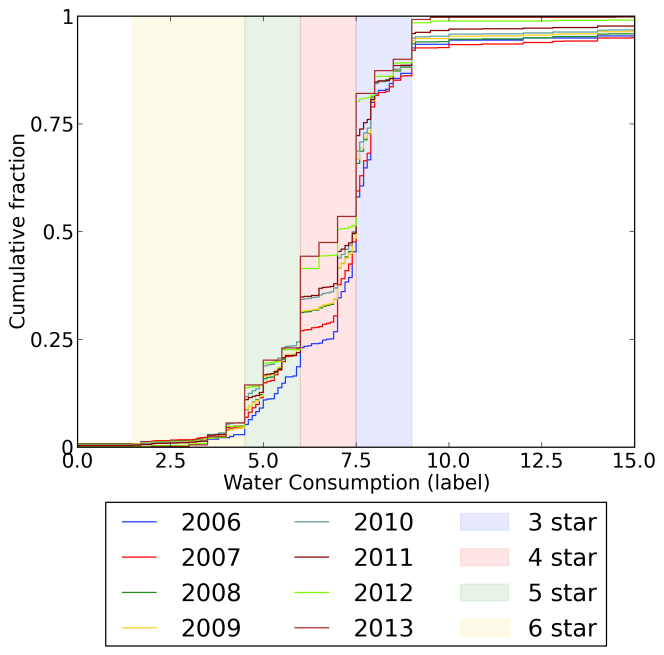 1
0.75
0.5
0.25
0
Cumulative fraction
0.0 2.5 5.0 7.5 10.0 12.5 15.0
Water Consumption (label)
2006 2010 3 star
2007 2011 4 star
2008 2012 5 star
2009 2013 6 star